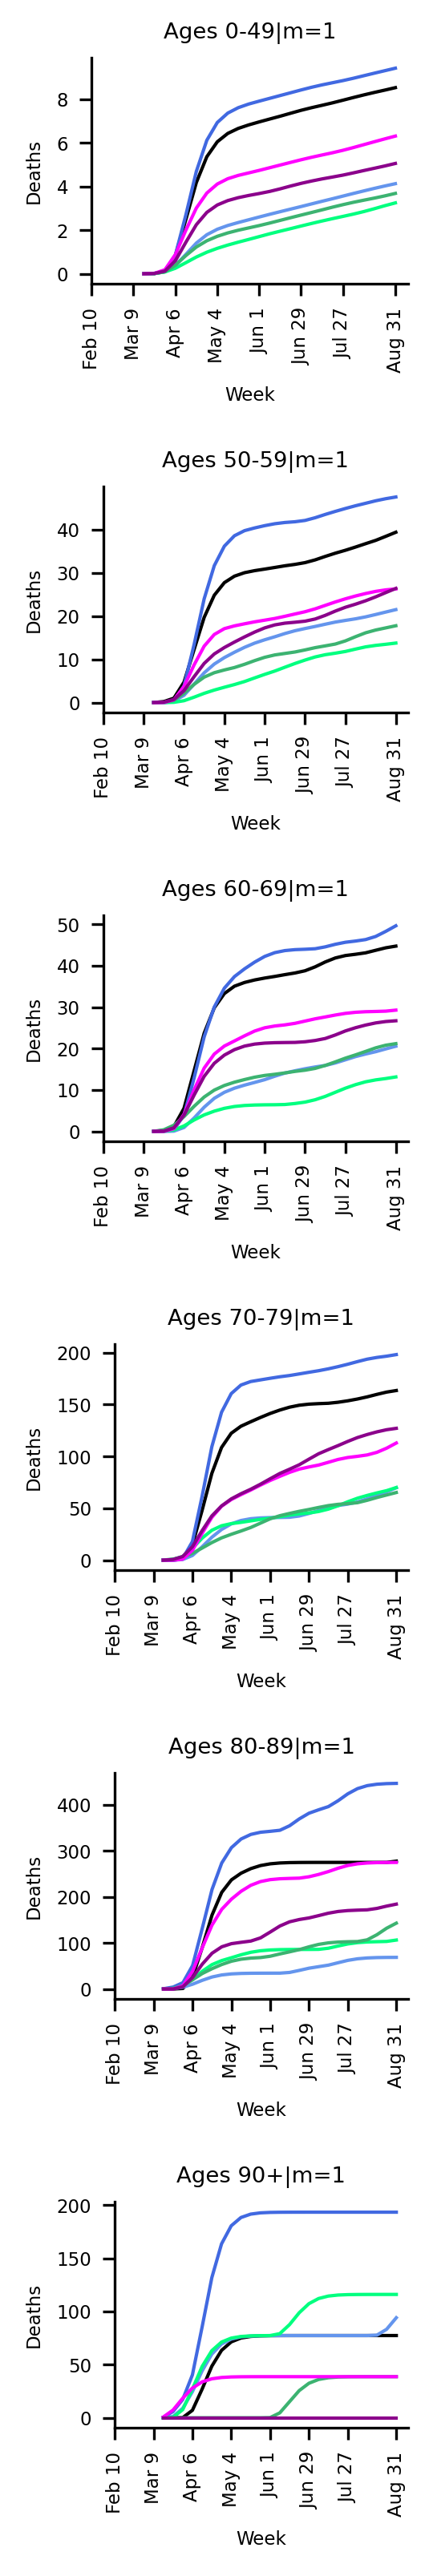 Ages 0-49|m=1
Deaths
8
6
4
2
0
Feb 10
Mar 9
Apr 6
May 4
Jun 1
Jun 29
Jul 27
Aug 31
Week
Ages 50-59|m=1
Deaths
40
30
20
10
0
Feb 10
Mar 9
Apr 6
May 4
Jun 1
Jun 29
Jul 27
Aug 31
Week
Ages 60-69|m=1
Deaths
50
40
30
20
10
0
Feb 10
Mar 9
Apr 6
May 4
Jun 1
Jun 29
Jul 27
Aug 31
Week
Ages 70-79|m=1
Deaths
200
150
100
50
0
Feb 10
Mar 9
Apr 6
May 4
Jun 1
Jun 29
Jul 27
Aug 31
Week
Ages 80-89|m=1
Deaths
400
300
200
100
0
Feb 10
Mar 9
Apr 6
May 4
Jun 1
Jun 29
Jul 27
Aug 31
Week
Ages 90+|m=1
Deaths
200
150
100
50
0
Feb 10
Mar 9
Apr 6
May 4
Jun 1
Jun 29
Jul 27
Aug 31
Week